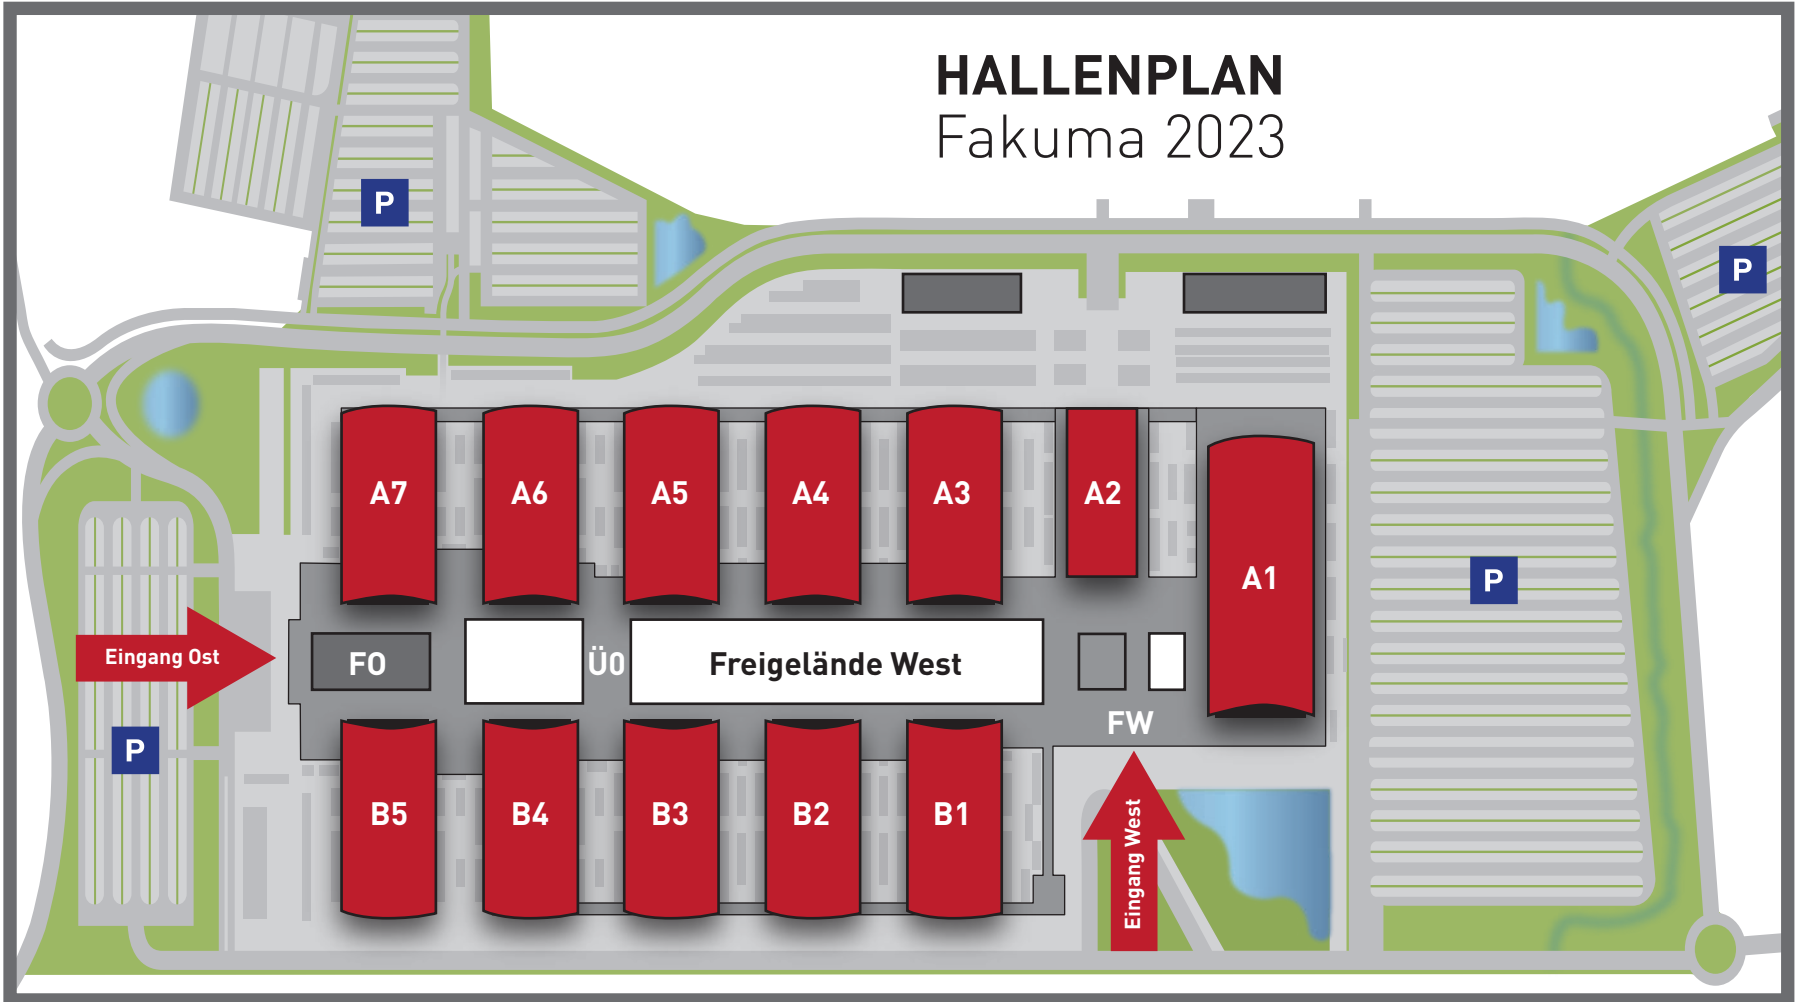 HALLENPLAN
Fakuma 2023
P
P
A7
A6
A5
A4
A3
A2
A1
P
Eingang Ost
FO
Ü0
Freigelände West
FW
P
B5
B4
B3
B2
B1
Eingang West